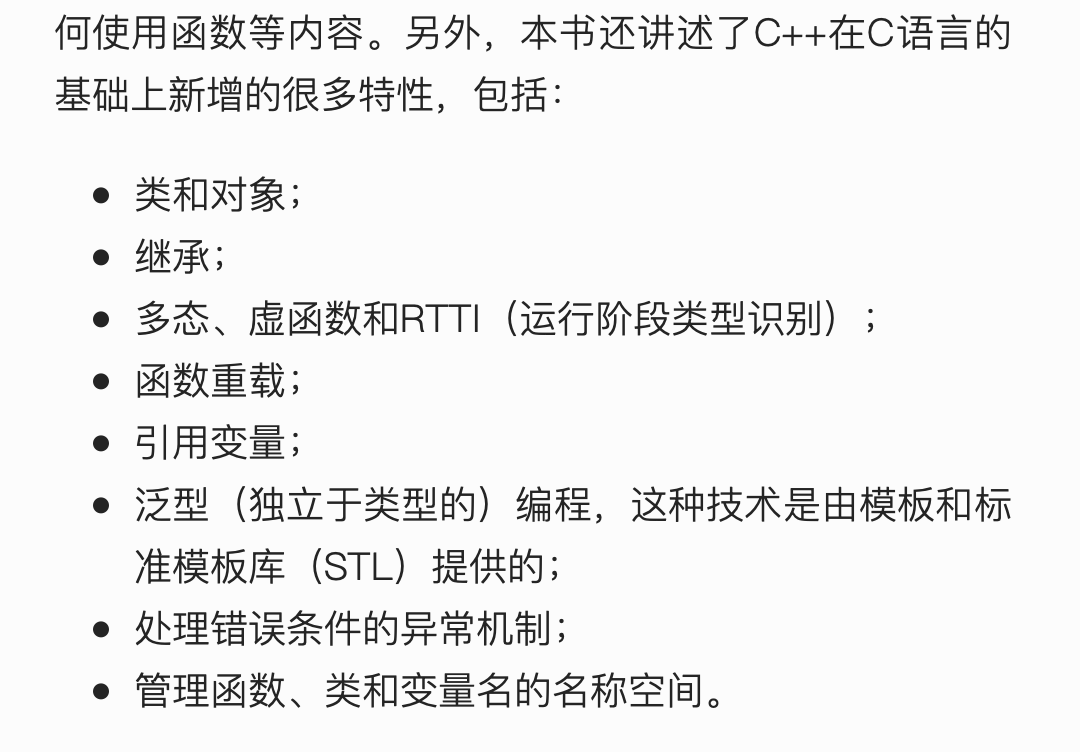 何使用函数等内容。另外，本书还讲述了C++在C语言的
基础上新增的很多特性，包括：
● 类和对象；
● 继承；
● 多态、虚函数和RTTI（运行阶段类型识别）；
● 函数重载；
● 引用变量；
● 泛型（独立于类型的）编程，这种技术是由模板和标
准模板库（STL）提供的；
● 处理错误条件的异常机制；
● 管理函数、类和变量名的名称空间。